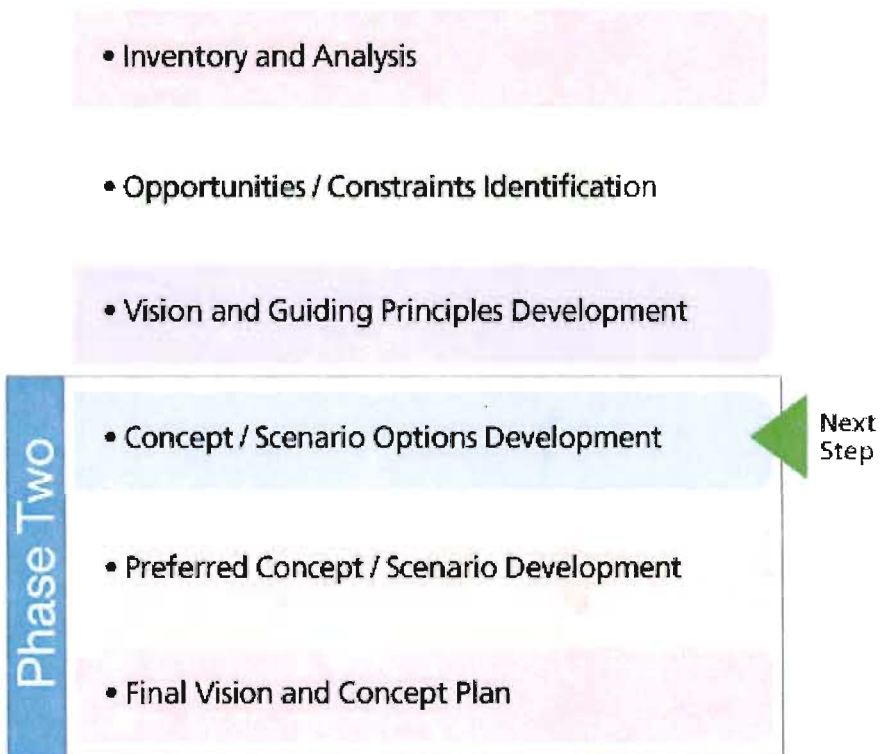 • Inventory and Analysis
• Opportunities / Constraints Identification
• Vision and Guiding Principles Development
Phase Two
• Concept / Scenario Options Development
Next
Step
• Preferred Concept / Scenario Development
• Final Vision and Concept Plan